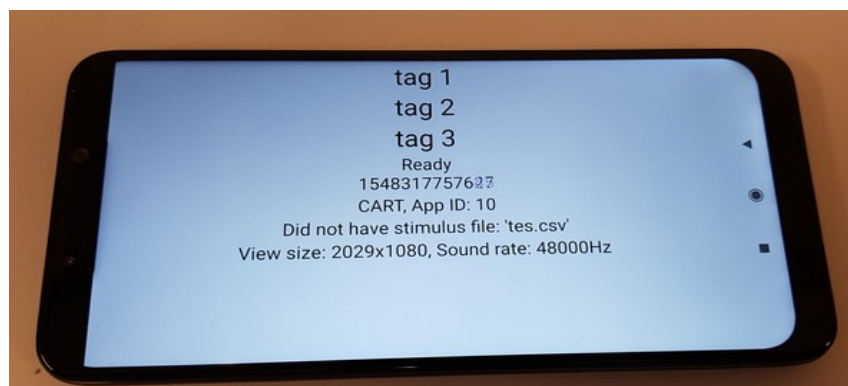 tag 1
tag 2
tag 3
Ready
CART, App ID: 10
Did not have stimulus file: 'tes.csv'
View size: 2029x1080, Sound rate: 48000Hz